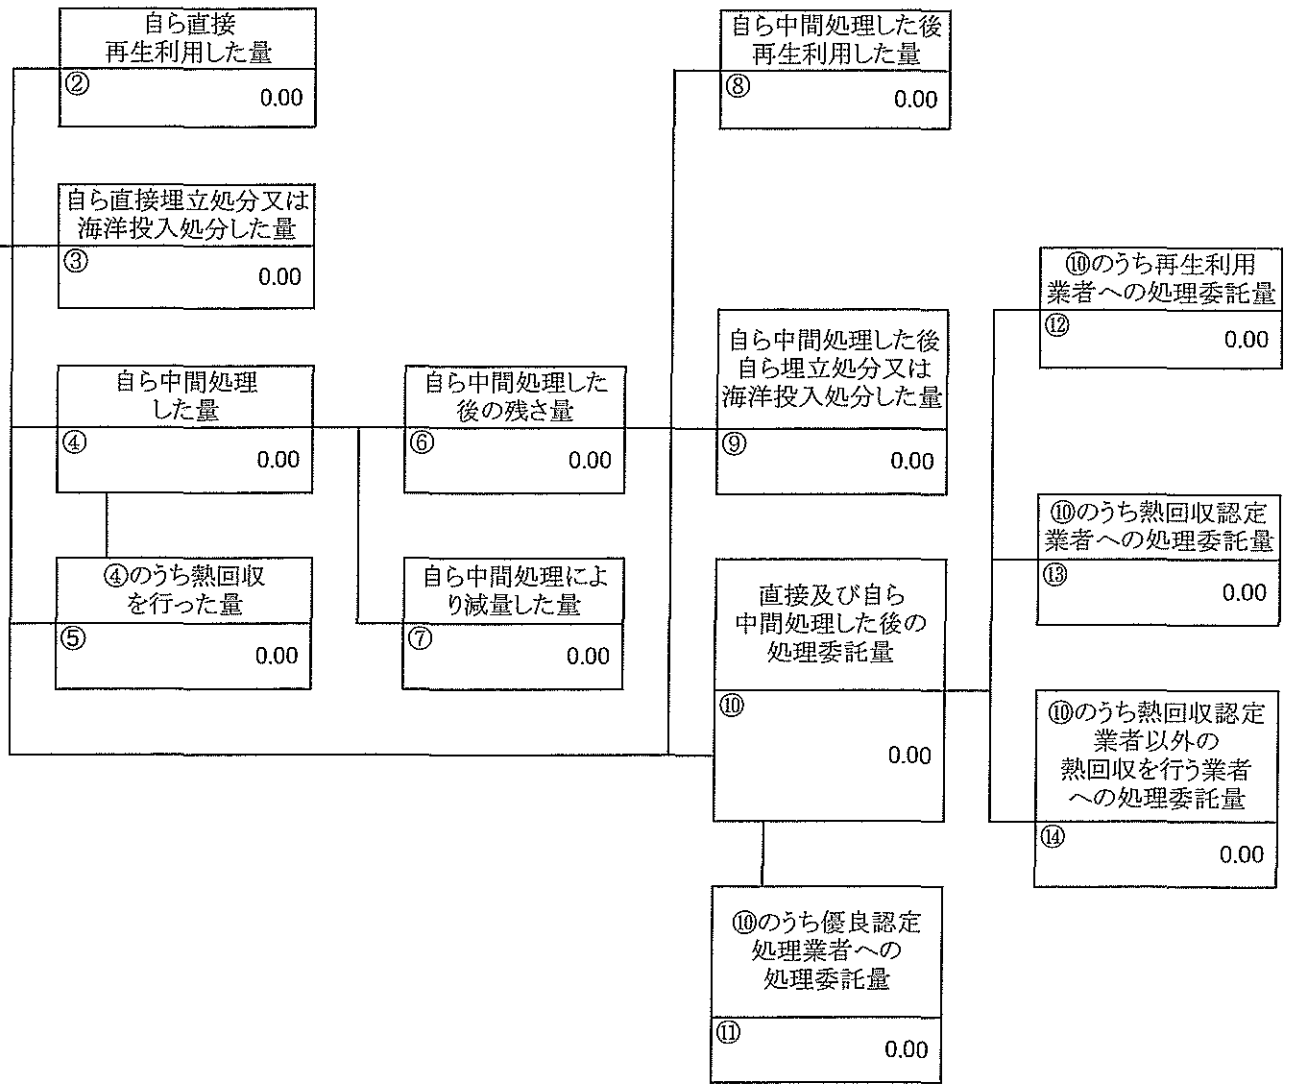 自ら直接
再生利用した量
②
0.00
自ら中間処理した後
再生利用した量
⑧
0.00
自ら直接埋立処分又は
海洋投入処分した量
③
0.00
⑩のうち再生利用
業者への処理委託量
⑫
0.00
自ら中間処理
した量
④
0.00
自ら中間処理した
後の残さ量
⑥
0.00
自ら中間処理した後
自ら埋立処分又は
海洋投入処分した量
⑨
0.00
⑩のうち熱回収認定
業者への処理委託量
⑬
0.00
④のうち熱回収
を行った量
⑤
0.00
自ら中間処理によ
り減量した量
⑦
0.00
直接及び自ら
中間処理した後の
処理委託量
⑩
0.00
⑩のうち熱回収認定
業者以外の
熱回収を行う業者
への処理委託量
⑭
0.00
⑩のうち優良認定
処理業者への
処理委託量
⑪
0.00